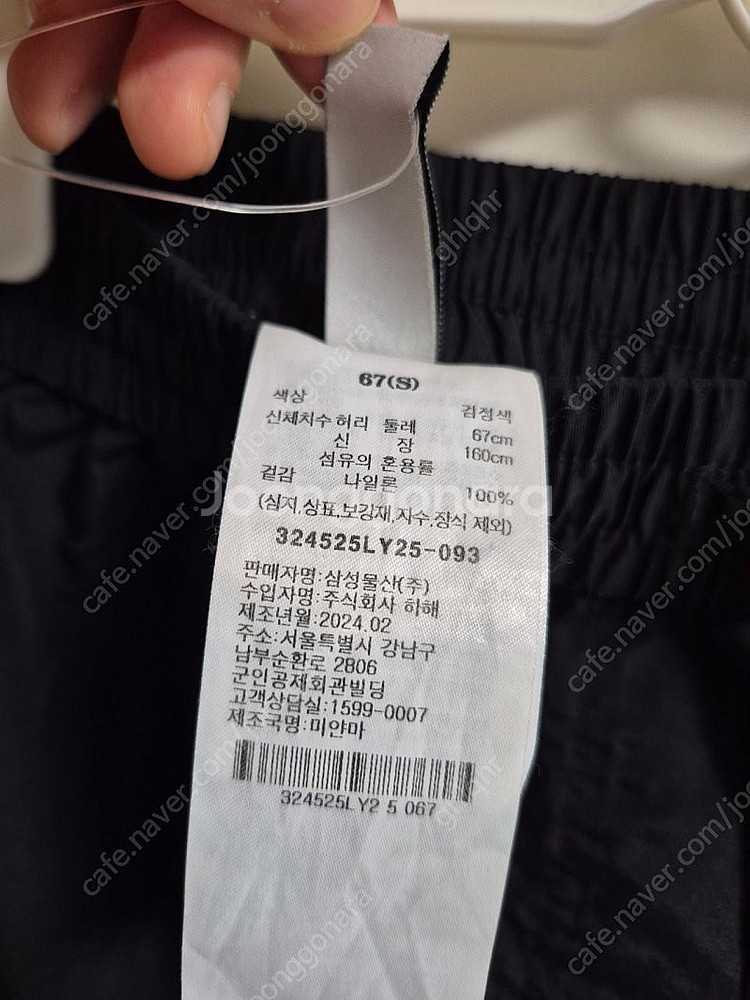 67(S)
색상 검정색
신체치수 허리 둘레 67cm
신 장 160cm
섬유의 혼용률
겉감 나일론 100%
(심지,상표,보강재,자수,장식 제외)
324525LY25-093
판매자명:삼성물산(주)
수입자명:주식회사 하해
제조년월:2024.02
주소:서울특별시 강남구
남부순환로 2806
군인공제회관빌딩
고객상담실:1599-0007
제조국명:미얀마
324525LY2 5 067
Joonggonara
cafe.naver.com/joonggonara
ghlqhr